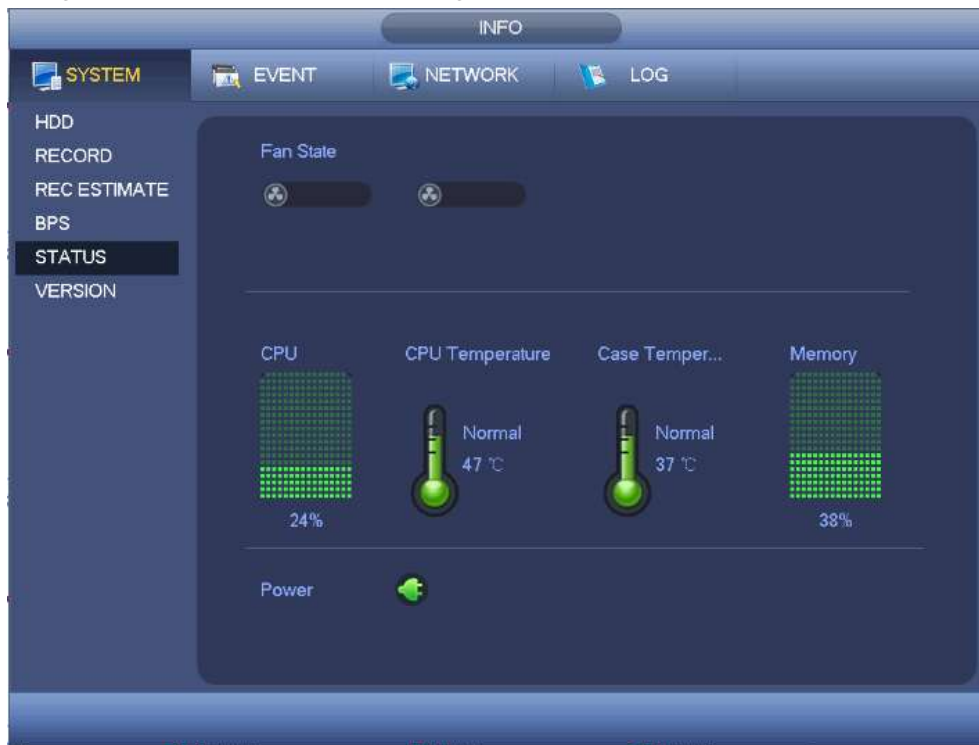 INFO
SYSTEM EVENT NETWORK LOG
HDD
RECORD
REC ESTIMATE
BPS
STATUS
VERSION
Fan State
CPU CPU Temperature Case Temper... Memory
Normal Normal
47 ℃ 37 ℃
24% 38%
Power